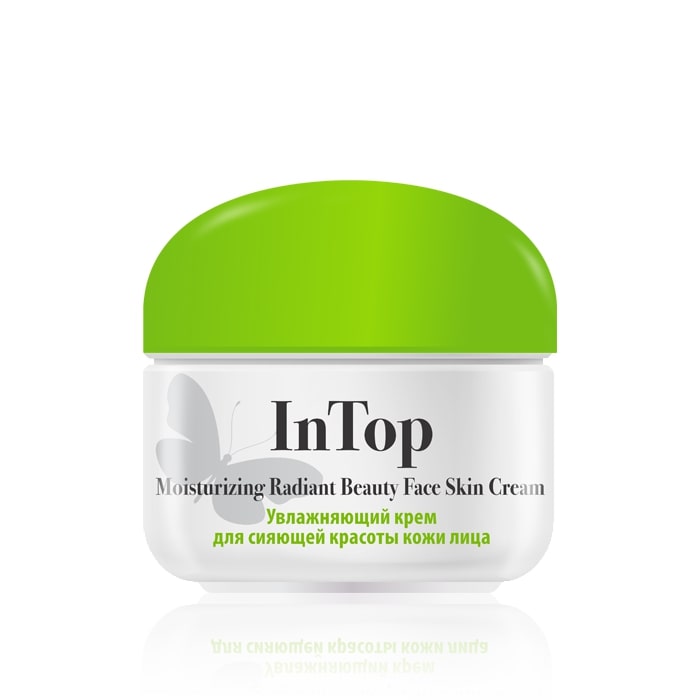 InTop
Moisturizing Radiant Beauty Face Skin Cream
Увлажняющий крем
для сияющей красоты кожи лица